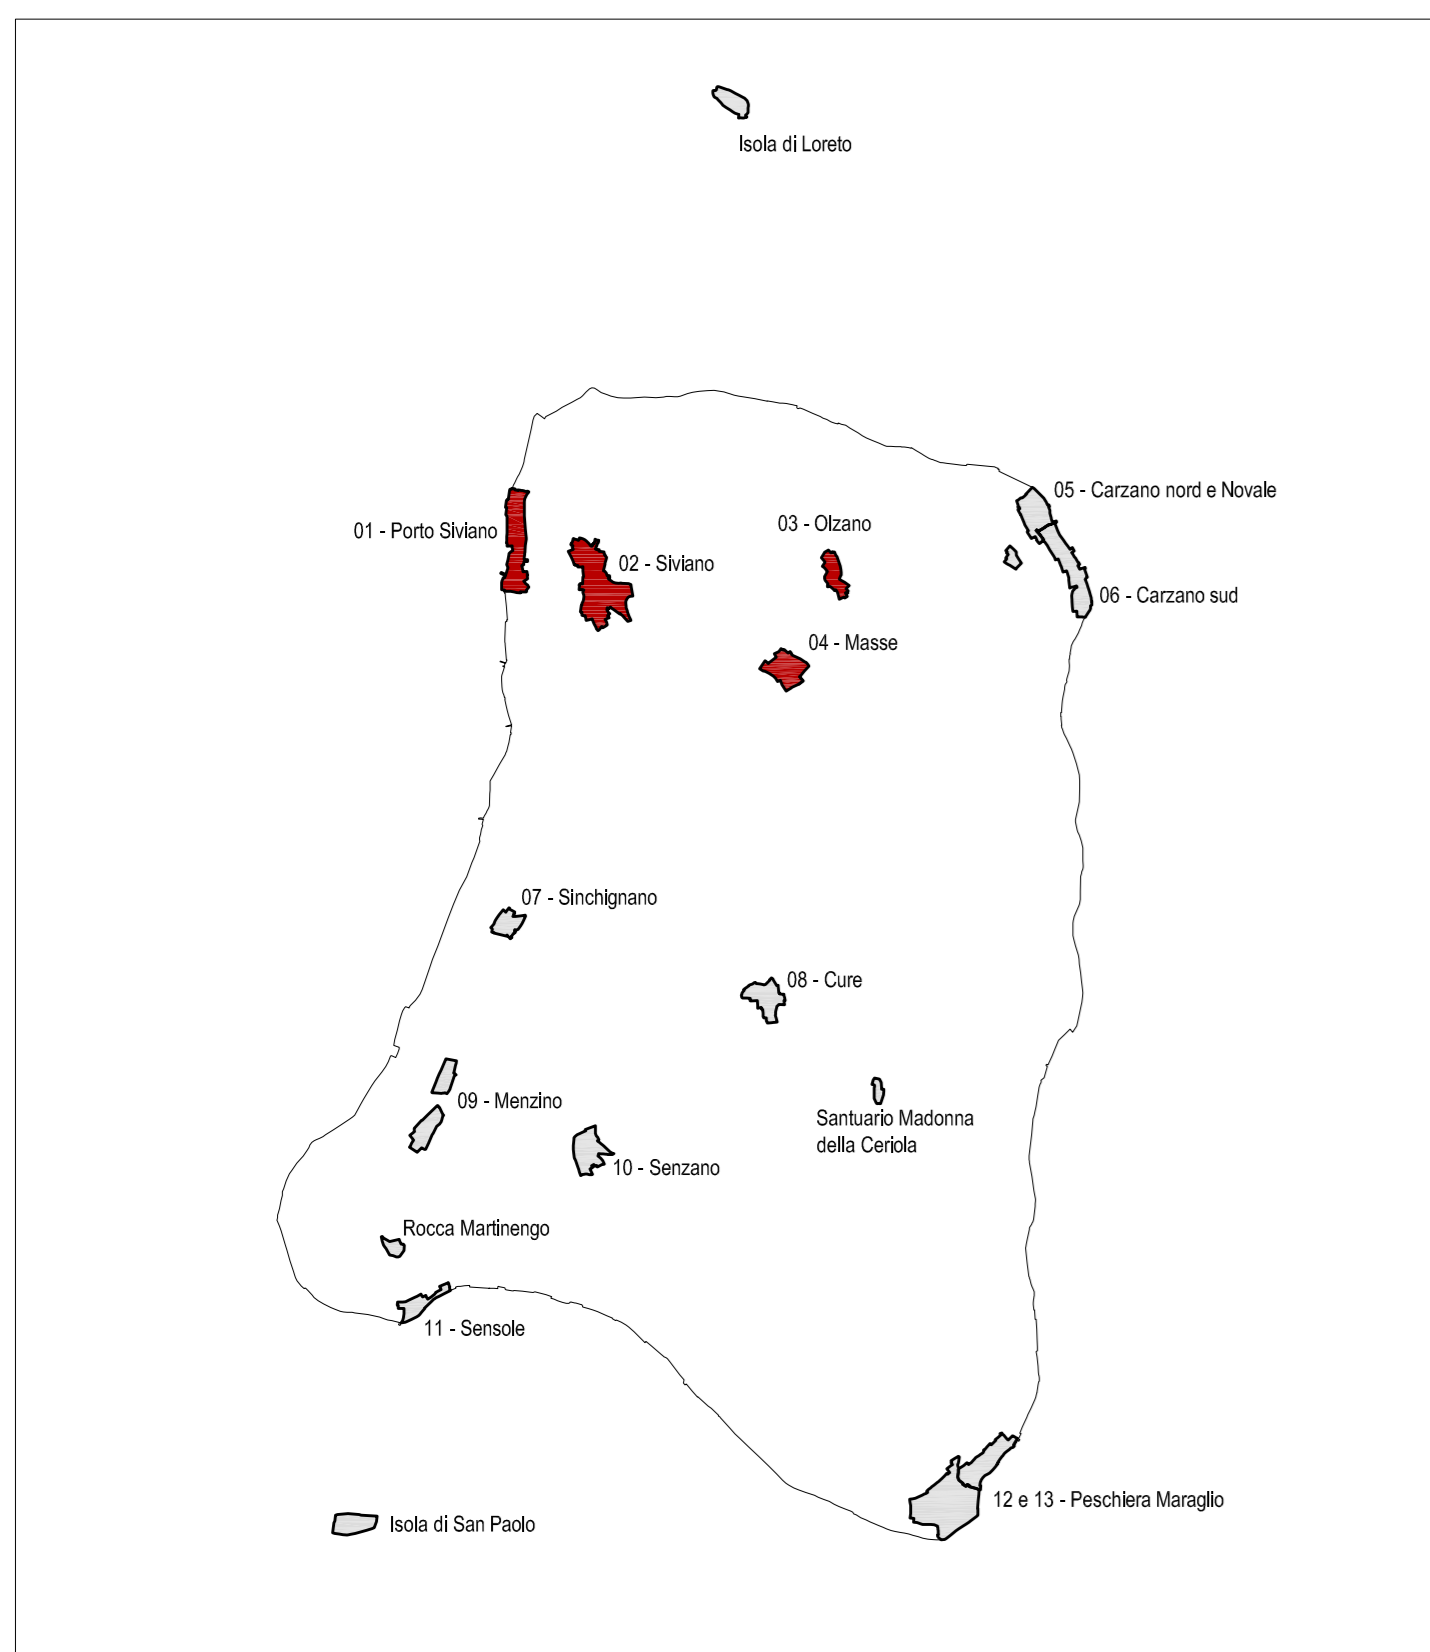 Isola di Loreto
05 - Carzano nord e Novale
01 - Porto Siviano
03 - Olzano
02 - Siviano
06 - Carzano sud
04 - Masse
07 - Sinchignano
08 - Cure
09 - Menzino
Santuario Madonna
della Ceriola
10 - Senzano
Rocca Martinengo
11 - Sensole
12 e 13 - Peschiera Maraglio
Isola di San Paolo